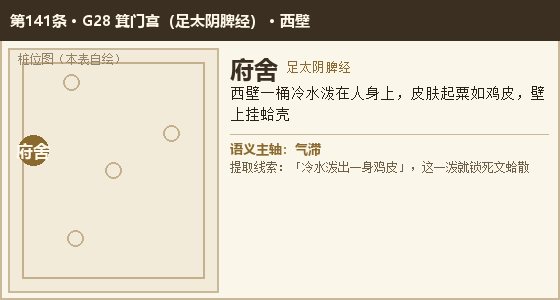 第141条・G28 箕门宫（足太阴脾经）・西壁
桩位图（本表自绘）
府舍
府舍 足太阴脾经
西壁一桶冷水泼在人身上，皮肤起粟如鸡皮，壁
上挂蛤壳
语义主轴：气滞
提取线索：「冷水泼出一身鸡皮」，这一泼就锁死文蛤散